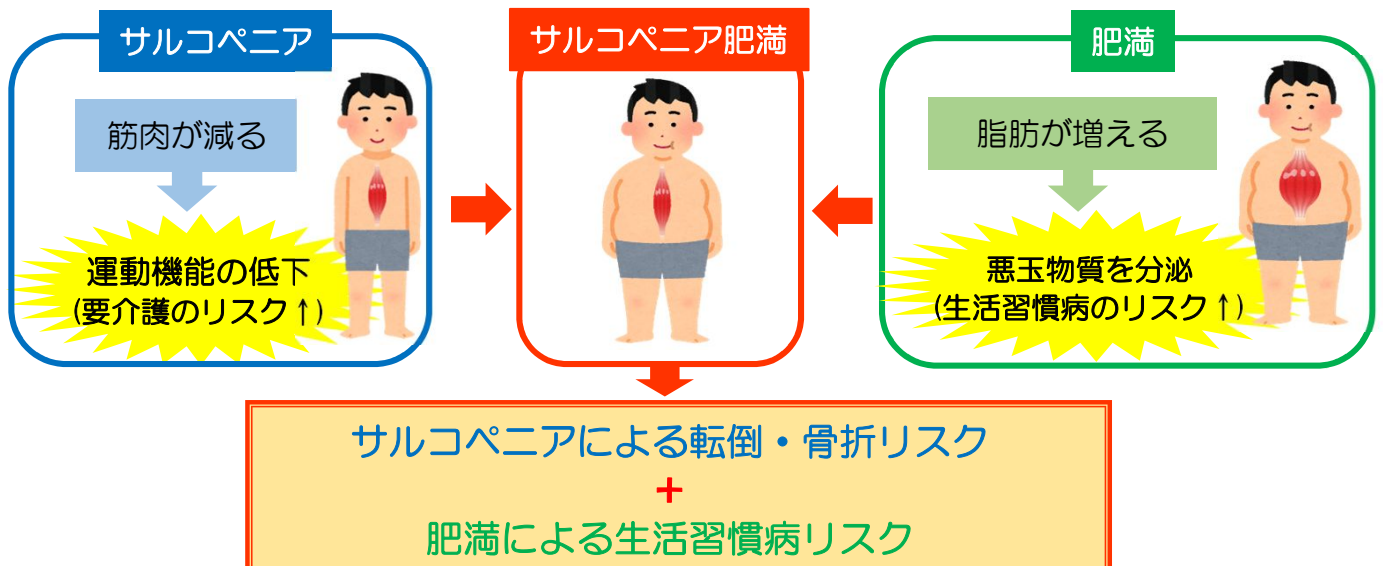 サルコペニア
筋肉が減る
運動機能の低下
(要介護のリスク↑)
サルコペニア肥満
肥満
脂肪が増える
悪玉物質を分泌
(生活習慣病のリスク↑)
サルコペニアによる転倒・骨折リスク
+
肥満による生活習慣病リスク